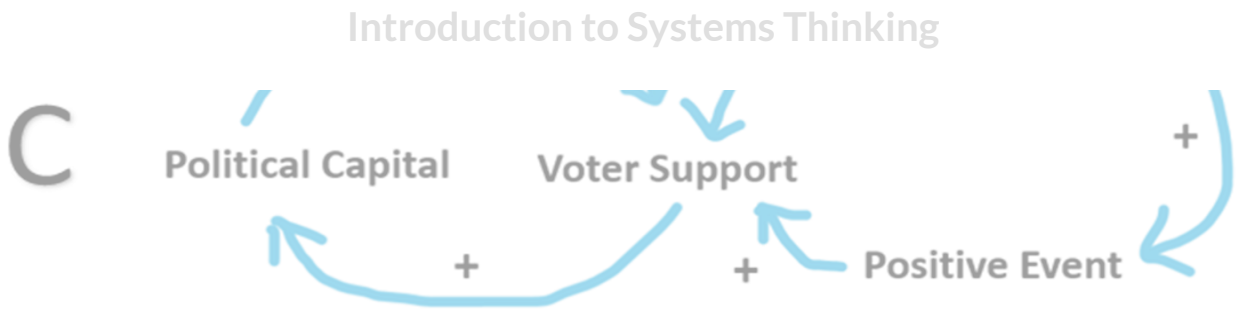 Introduction to Systems Thinking
C
+
Political Capital
Voter Support
+
+
Positive Event